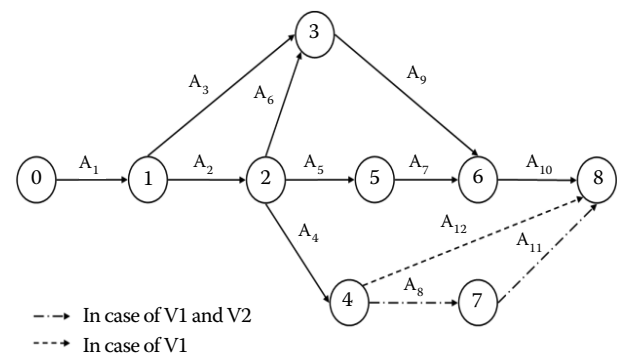 3
A3
A6
A9
0
A1
1
A2
2
A5
5
A7
6
A10
8
A4
A12
A11
4
A8
7
In case of V1 and V2
In case of V1